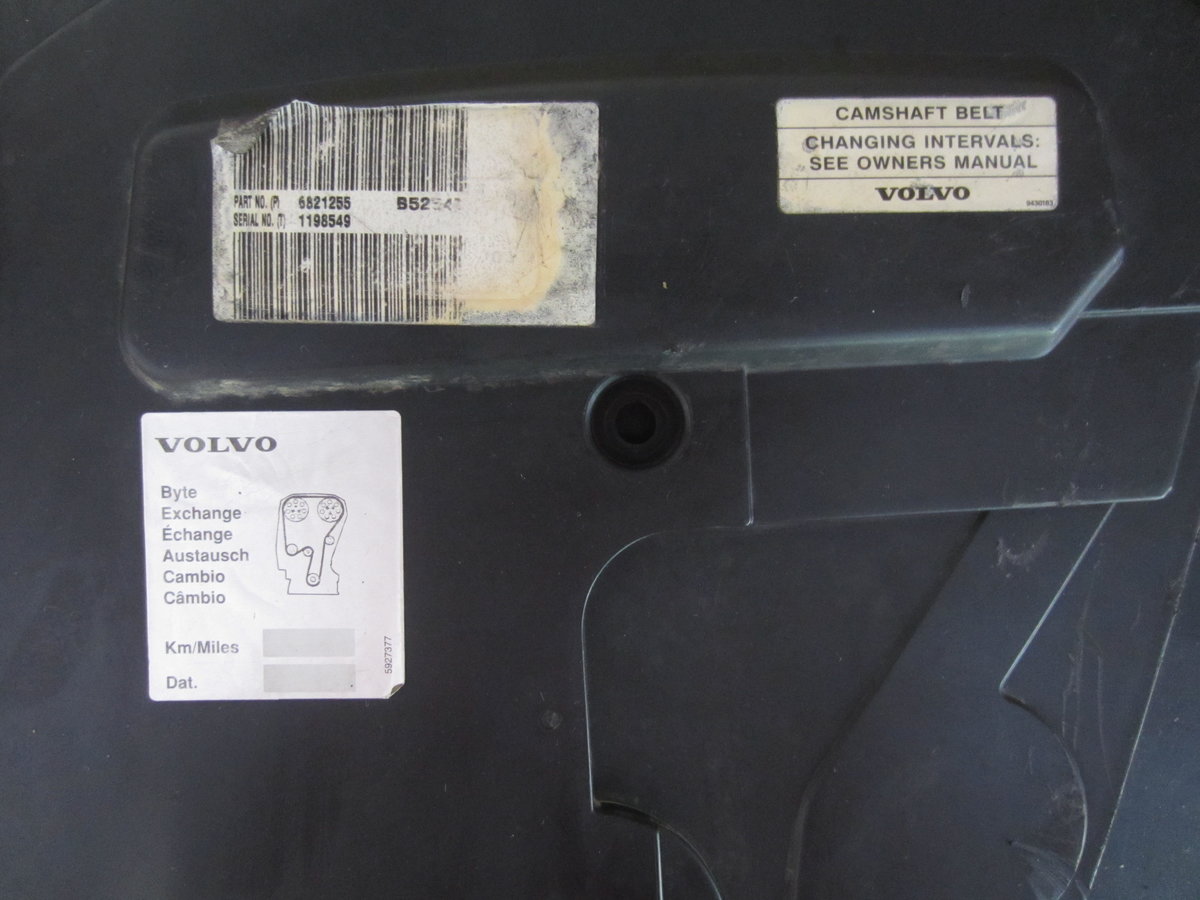 PART NO. (P) 6821255
SERIAL NO. (T) 1198549
CAMSHAFT BELT
CHANGING INTERVALS:
SEE OWNERS MANUAL
VOLVO
9430183
VOLVO
Byte
Exchange
Échange
Austausch
Cambio
Câmbio
Km/Miles
Dat.
5927377